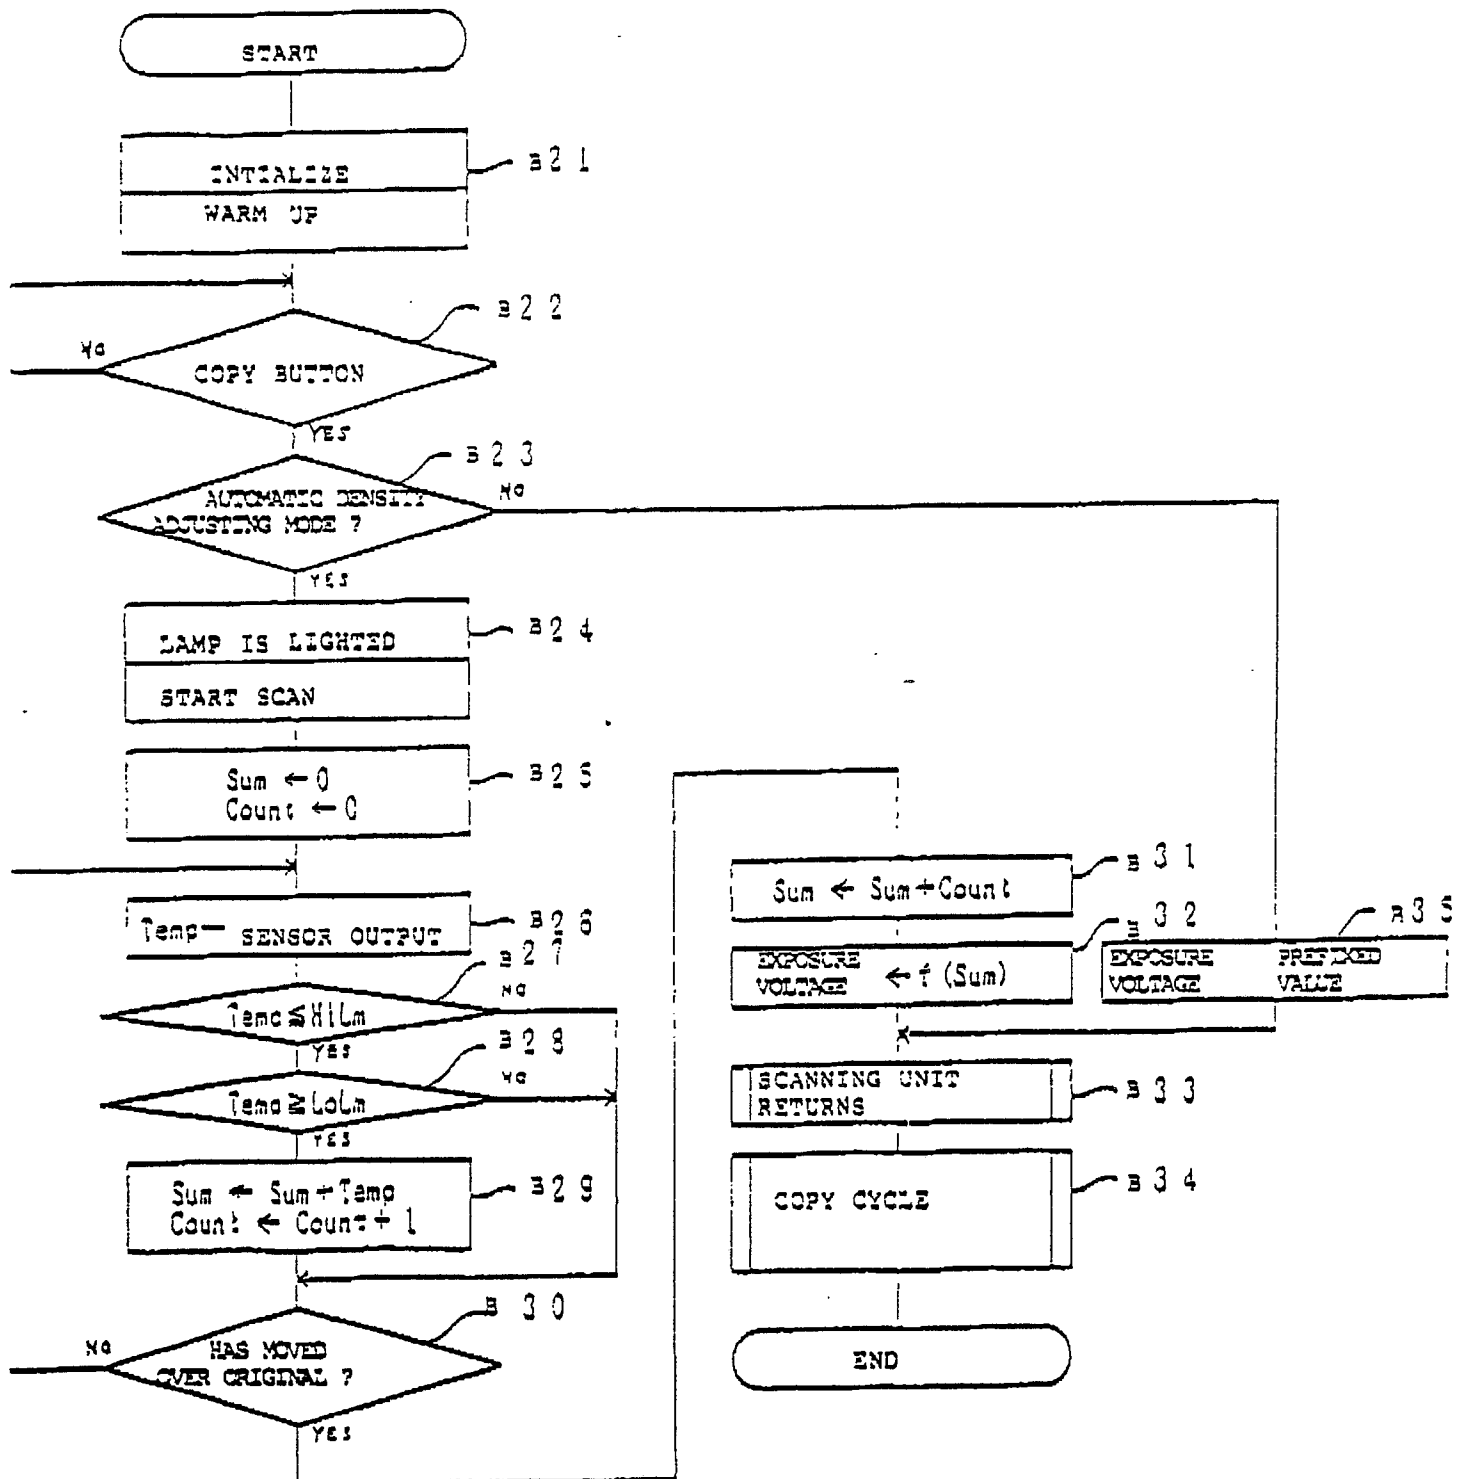 START
INTIALIZE
B21
WARM UP
B22
No
COPY BUTTON
YES
B23
AUTOMATIC DENSITY
No
ADJUSTING MODE ?
YES
LAMP IS LIGHTED
B24
START SCAN
Sum ← 0
B25
Count ← 0
Temp— SENSOR OUTPUT
B26
B27
No
Temp ≦ HiLm
YES
B28
No
Temp ≧ LoLm
YES
Sum ← Sum + Temp
B29
Count ← Count + 1
B30
No
HAS MOVED
OVER ORIGINAL ?
YES
Sum ← Sum ÷ Count
B31
B32
EXPOSURE
VOLTAGE ← f (Sum)
B35
EXPOSURE PREFIXED
VOLTAGE VALUE
SCANNING UNIT
RETURNS
B33
COPY CYCLE
B34
END